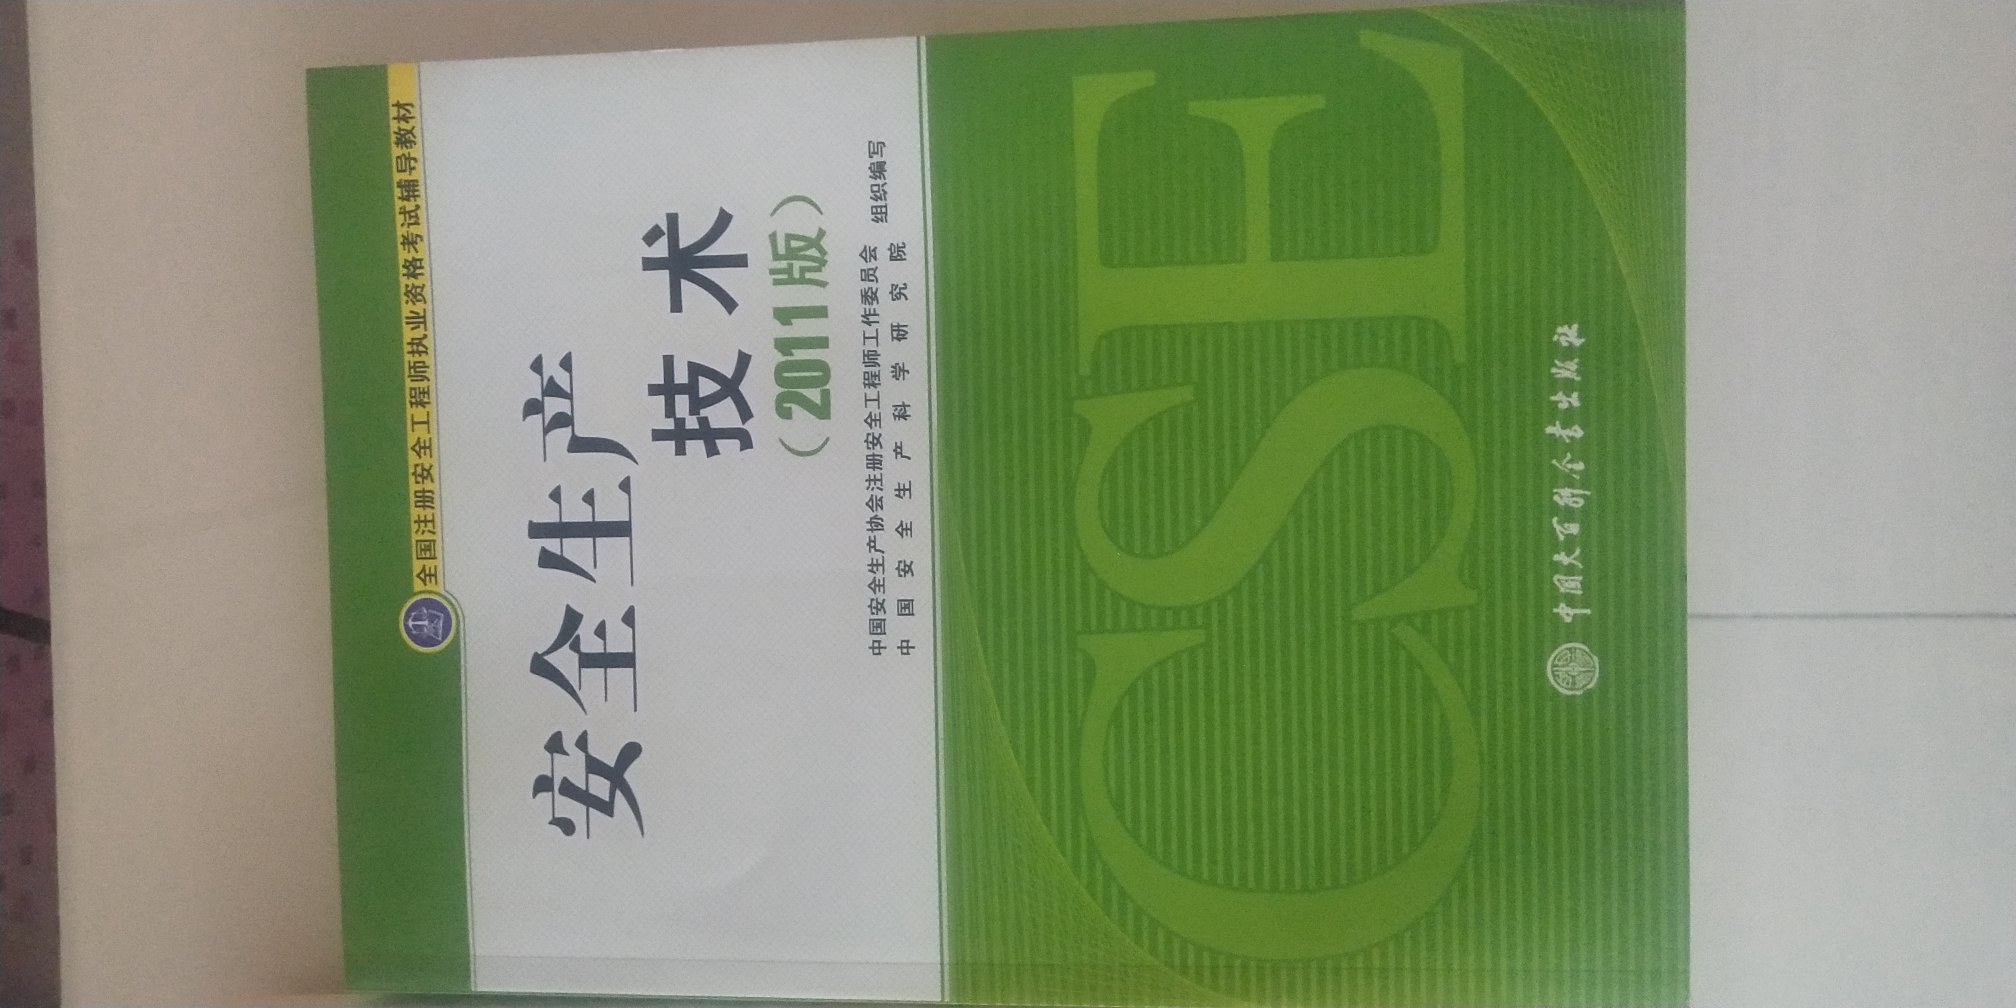 全国注册安全工程师执业资格考试辅导教材
安全生产
技术
（2011版）
中国安全生产协会注册安全工程师工作委员会
中国安全生产科学研究院
组织编写
CSE
中国大百科全书出版社